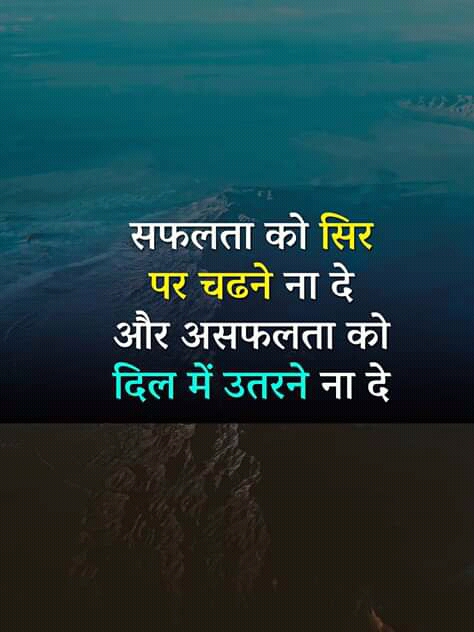 सफलता को सिर
पर चढने ना दे
और असफलता को
दिल में उतरने ना दे